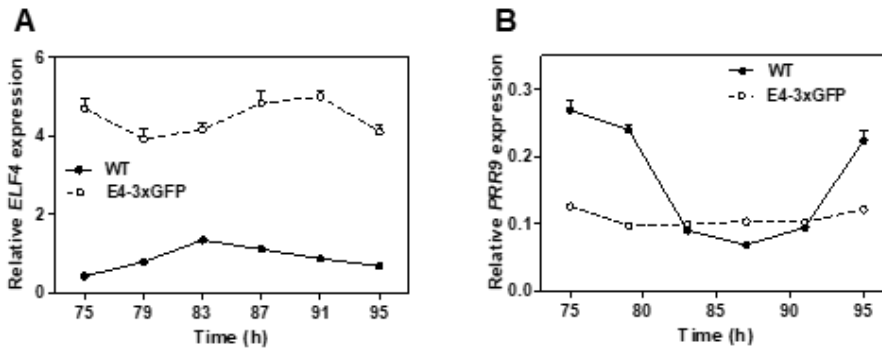 A
Relative ELF4 expression
6
4
2
0
WT
E4-3xGFP
75 79 83 87 91 95
Time (h)
B
Relative PRR9 expression
0.3
0.2
0.1
0.0
WT
E4-3xGFP
75 80 85 90 95
Time (h)